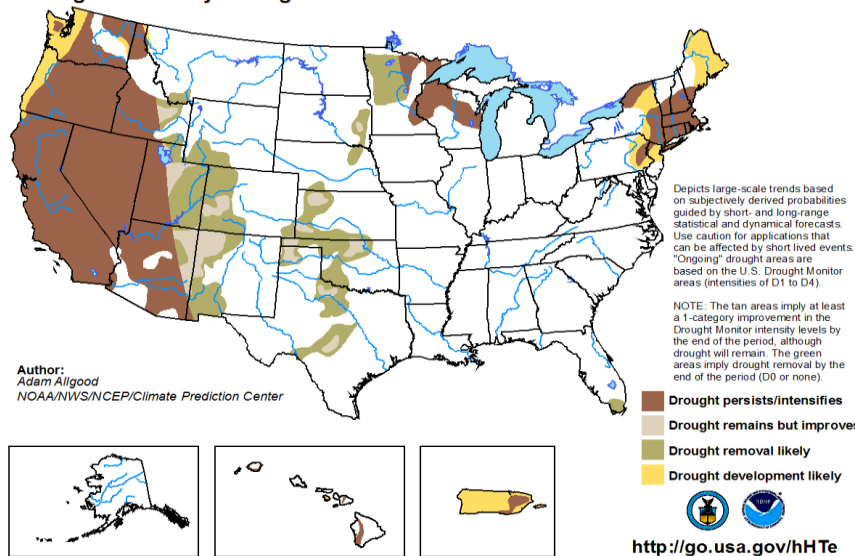 Depicts large-scale trends based
on subjectively derived probabilities
guided by short- and long-range
statistical and dynamical forecasts.
Use caution for applications that
can be affected by short lived events.
"Ongoing" drought areas are
based on the U.S. Drought Monitor
areas (intensities of D1 to D4).
NOTE: The tan areas imply at least
a 1-category improvement in the
Drought Monitor intensity levels by
the end of the period, although
drought will remain. The green
areas imply drought removal by the
end of the period (D0 or none).
Author:
Adam Allgood
NOAA/NWS/NCEP/Climate Prediction Center
Drought persists/intensifies
Drought remains but improves
Drought removal likely
Drought development likely
http://go.usa.gov/hHTe